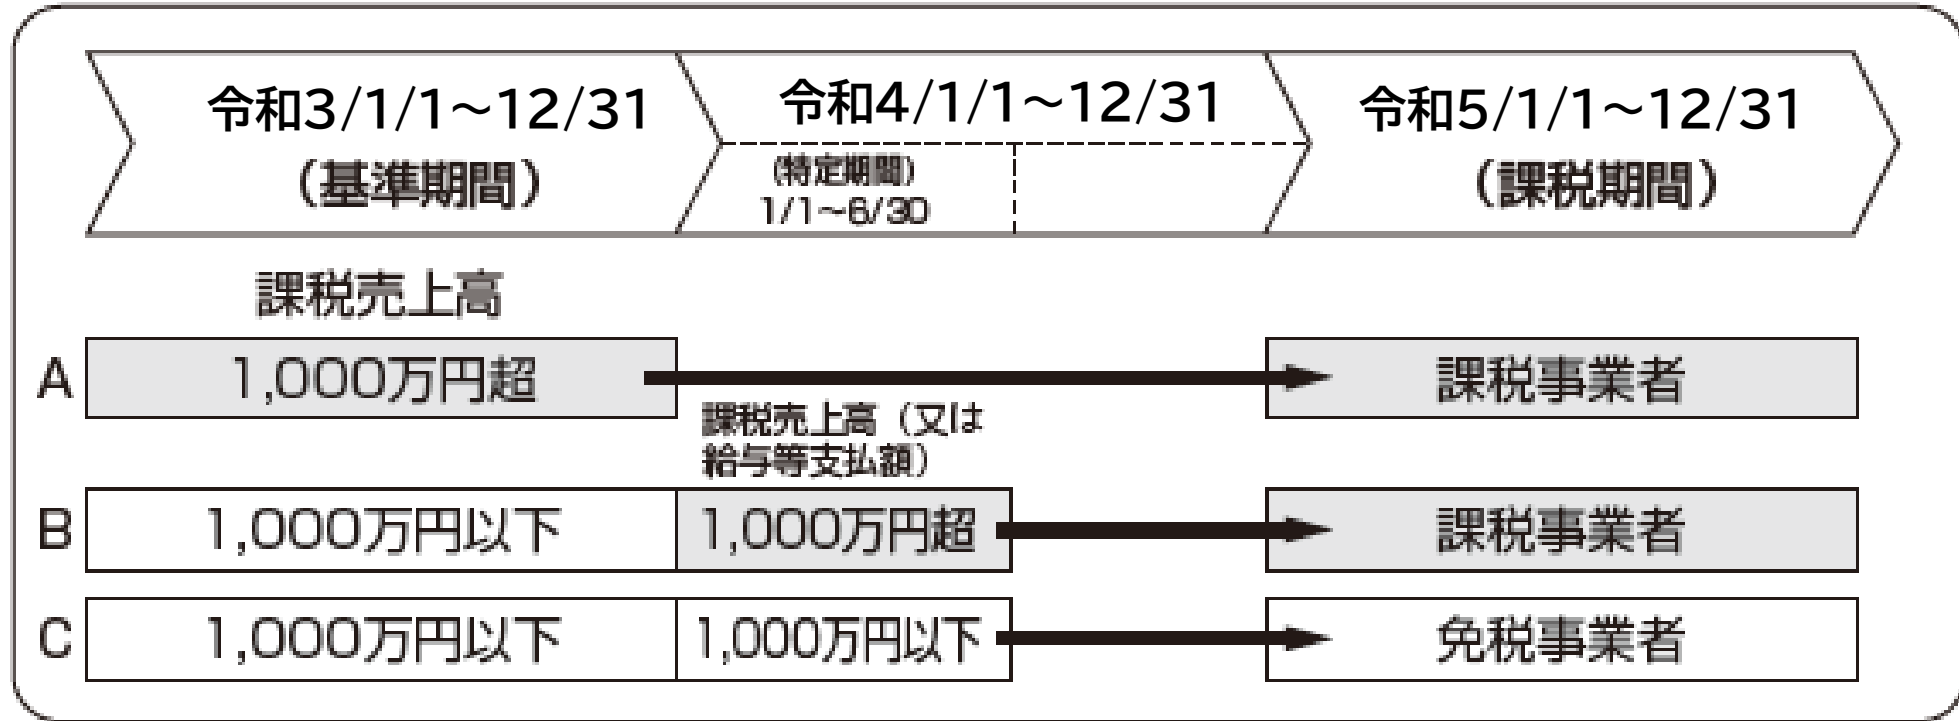 令和3/1/1～12/31
（基準期間）
令和4/1/1～12/31
（特定期間）
1/1～6/30
令和5/1/1～12/31
（課税期間）
課税売上高
A
1,000万円超
課税事業者
課税売上高（又は
給与等支払額）
B
1,000万円以下
1,000万円超
課税事業者
C
1,000万円以下
1,000万円以下
免税事業者